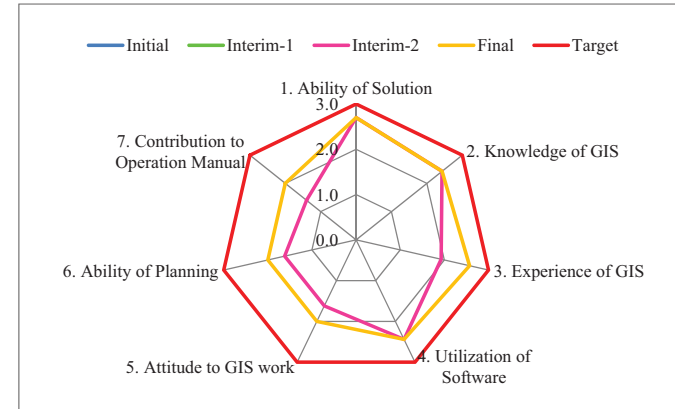 Initial Interim-1 Interim-2 Final Target
1. Ability of Solution
3.0
7. Contribution to
Operation Manual
2. Knowledge of GIS
2.0
1.0
0.0
6. Ability of Planning
3. Experience of GIS
5. Attitude to GIS work
4. Utilization of
Software